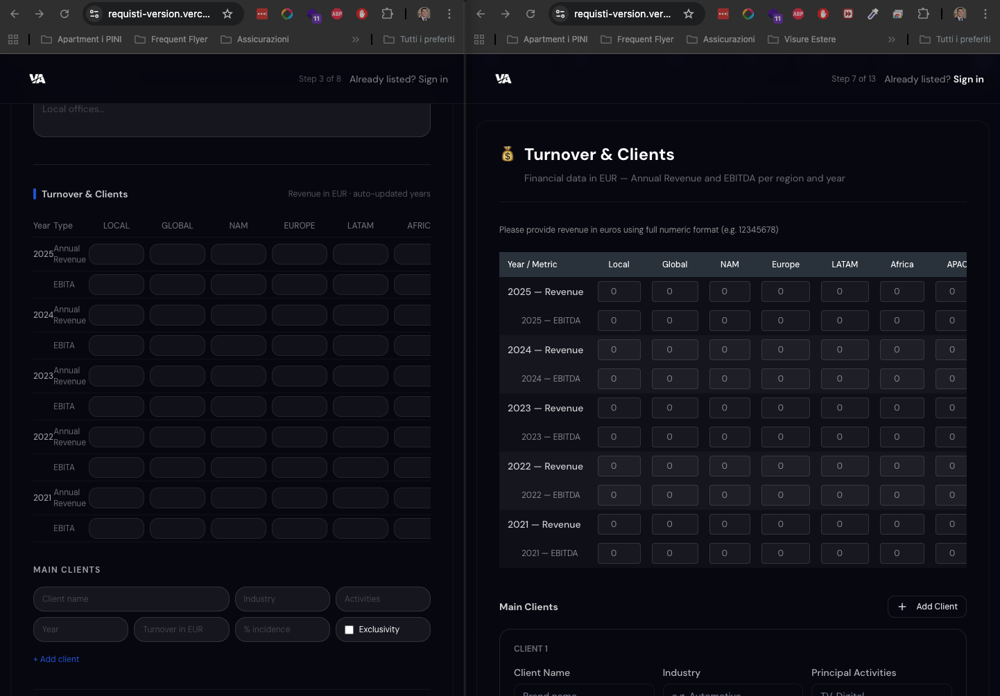 requisti-version.verc...
11
ABP
Apartment i PINI
Frequent Flyer
Assicurazioni
»
Tutti i preferiti
VA
Step 3 of 8
Already listed? Sign in
Local offices...
Turnover & Clients
Revenue in EUR · auto-updated years
Year Type LOCAL GLOBAL NAM EUROPE LATAM AFRIC
2025 Annual Revenue
EBITA
2024 Annual Revenue
EBITA
2023 Annual Revenue
EBITA
2022 Annual Revenue
EBITA
2021 Annual Revenue
EBITA
MAIN CLIENTS
Client name Industry Activities
Year Turnover in EUR % incidence Exclusivity
+ Add client
requisti-version.ver...
11
ABP
Apartment i PINI
Frequent Flyer
Assicurazioni
Visure Estere
»
Tutti i preferiti
VA
Step 7 of 13
Already listed? Sign in
Turnover & Clients
Financial data in EUR — Annual Revenue and EBITDA per region and year
Please provide revenue in euros using full numeric format (e.g. 12345678)
Year / Metric Local Global NAM Europe LATAM Africa APAC
2025 — Revenue 0 0 0 0 0 0 0
2025 — EBITDA 0 0 0 0 0 0 0
2024 — Revenue 0 0 0 0 0 0 0
2024 — EBITDA 0 0 0 0 0 0 0
2023 — Revenue 0 0 0 0 0 0 0
2023 — EBITDA 0 0 0 0 0 0 0
2022 — Revenue 0 0 0 0 0 0 0
2022 — EBITDA 0 0 0 0 0 0 0
2021 — Revenue 0 0 0 0 0 0 0
2021 — EBITDA 0 0 0 0 0 0 0
Main Clients
+ Add Client
CLIENT 1
Client Name Industry Principal Activities
Brand name e.g. Automotive TV, Digital